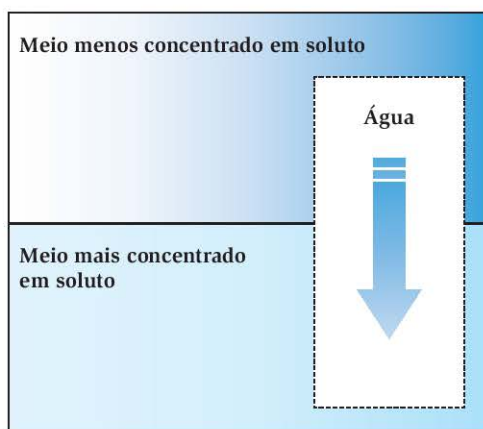 Meio menos concentrado em soluto
Água
Meio mais concentrado
em soluto